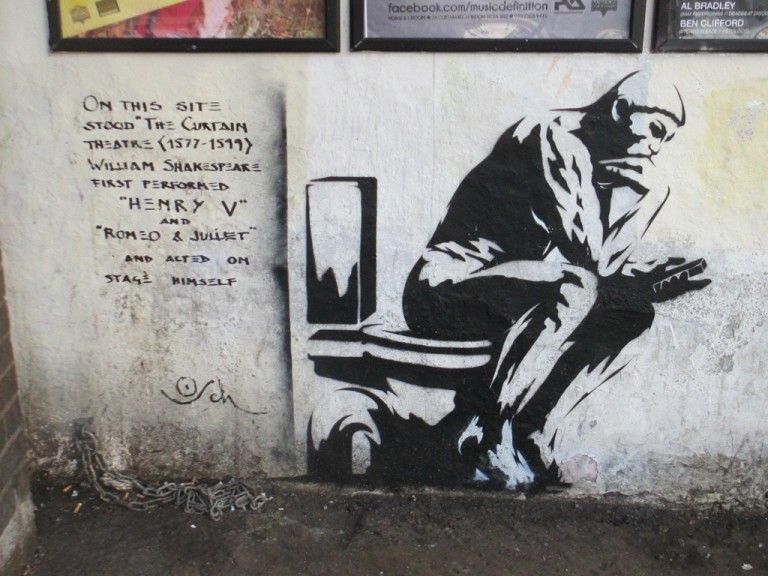 facebook.com/musicdefinition
AL BRADLEY
BEN CLIFFORD
ON THIS SITE
STOOD "THE CURTAIN
THEATRE (1577-1599)
WILLIAM SHAKESPEARE
FIRST PERFORMED
"HENRY V"
AND
"ROMEO & JULIET"
AND ACTED ON
STAGE HIMSELF
Osch